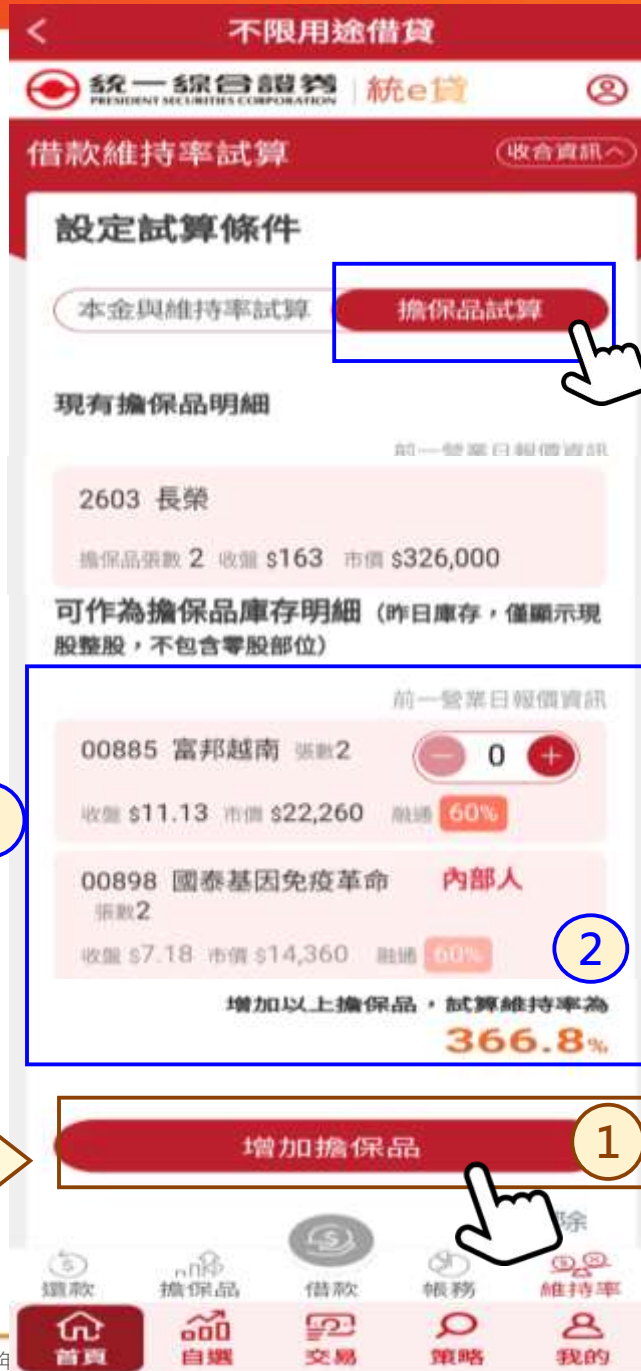 不限用途借貸
統一綜合證券 統e貸
PRESIDENT SECURITIES CORPORATION
借款維持率試算 收合資訊
設定試算條件
本金與維持率試算 擔保品試算
現有擔保品明細
前一營業日報價資訊
2603 長榮
擔保品張數 2 收盤 $163 市價 $326,000
可作為擔保品庫存明細（昨日庫存，僅顯示現
股整股，不包含零股部位）
前一營業日報價資訊
00885 富邦越南 張數2 − 0 +
收盤 $11.13 市價 $22,260 融通 60%
00898 國泰基因免疫革命 內部人
張數2
收盤 $7.18 市價 $14,360 融通 60%
2
增加以上擔保品，試算維持率為
366.8%
增加擔保品
1
除
還款 擔保品 借款 帳務 維持率
首頁 自選 交易 策略 我的